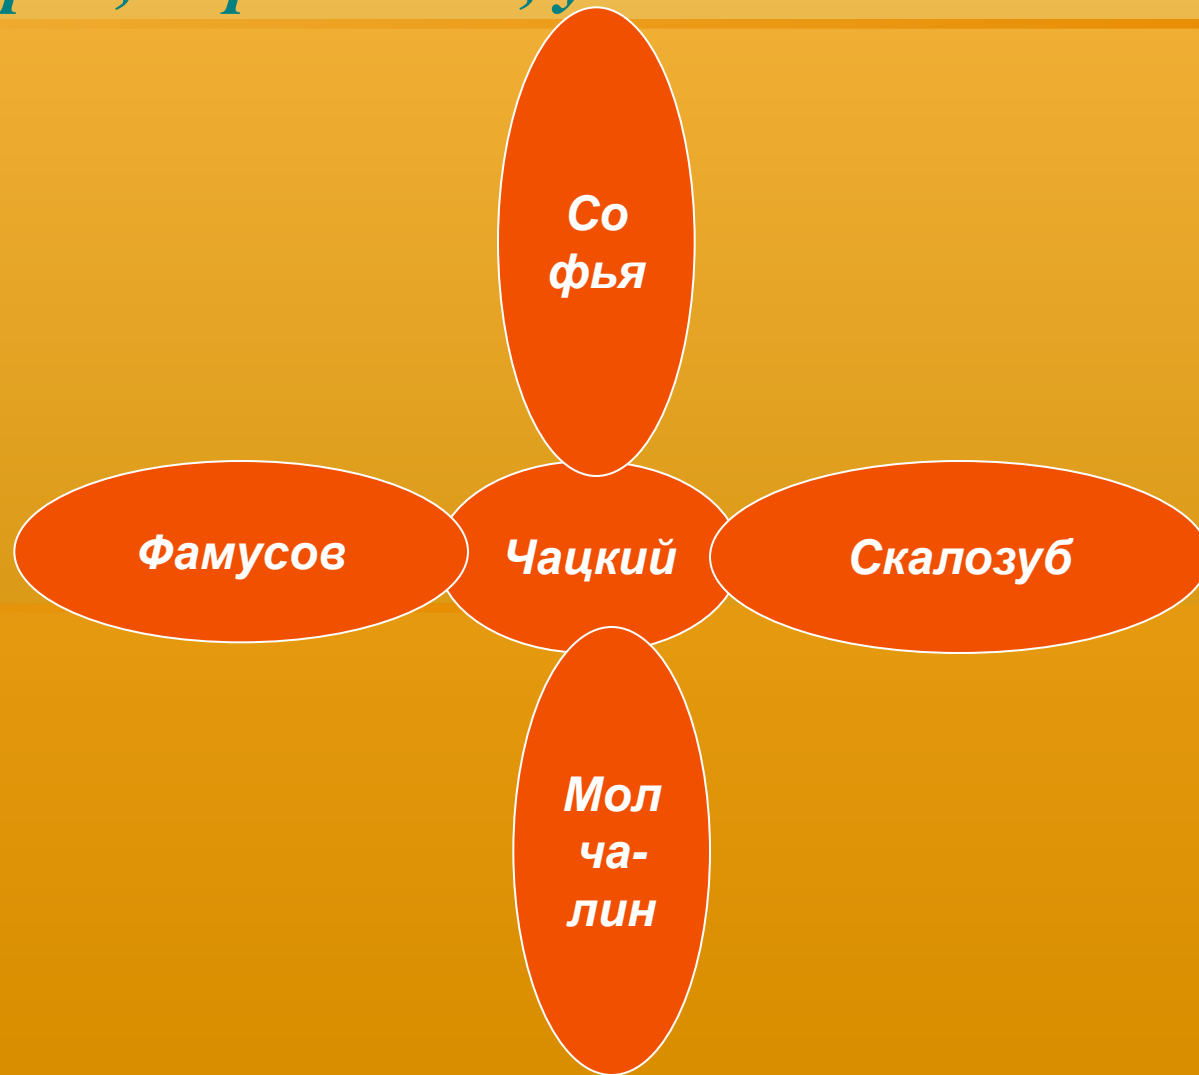 Со
фья
Фамусов
Чацкий
Скалозуб
Мол
ча-
лин